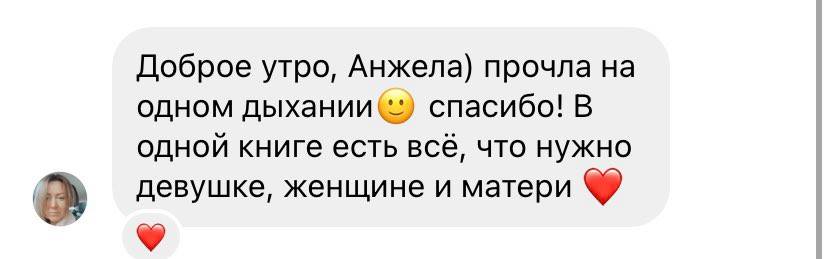 Доброе утро, Анжела) прочла на
одном дыхании🙂 спасибо! В
одной книге есть всё, что нужно
девушке, женщине и матери ❤️